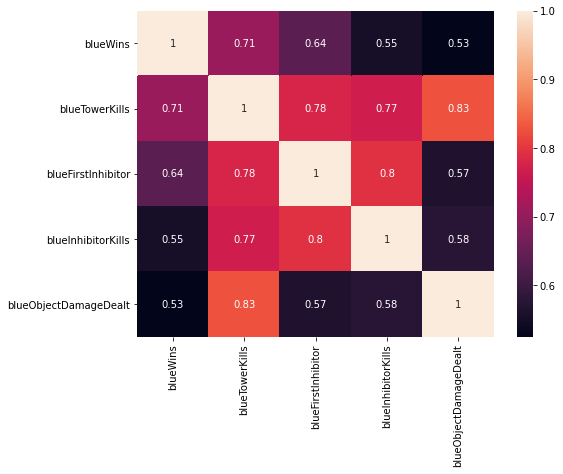 blueWins 1 0.71 0.64 0.55 0.53
blueTowerKills 0.71 1 0.78 0.77 0.83
blueFirstInhibitor 0.64 0.78 1 0.8 0.57
blueInhibitorKills 0.55 0.77 0.8 1 0.58
blueObjectDamageDealt 0.53 0.83 0.57 0.58 1
blueWins
blueTowerKills
blueFirstInhibitor
blueInhibitorKills
blueObjectDamageDealt
1.0
0.9
0.8
0.7
0.6